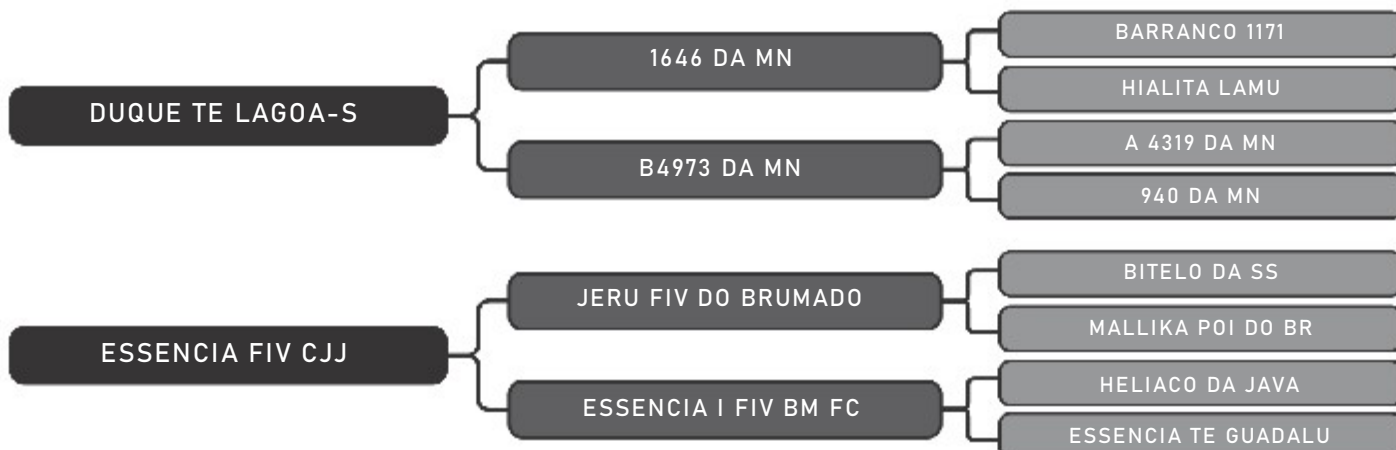 DUQUE TE LAGOA-S
1646 DA MN
BARRANCO 1171
HIALITA LAMU
B4973 DA MN
A 4319 DA MN
940 DA MN
ESSENCIA FIV CJJ
JERU FIV DO BRUMADO
BITELO DA SS
MALLIKA POI DO BR
ESSENCIA I FIV BM FC
HELIACO DA JAVA
ESSENCIA TE GUADALU